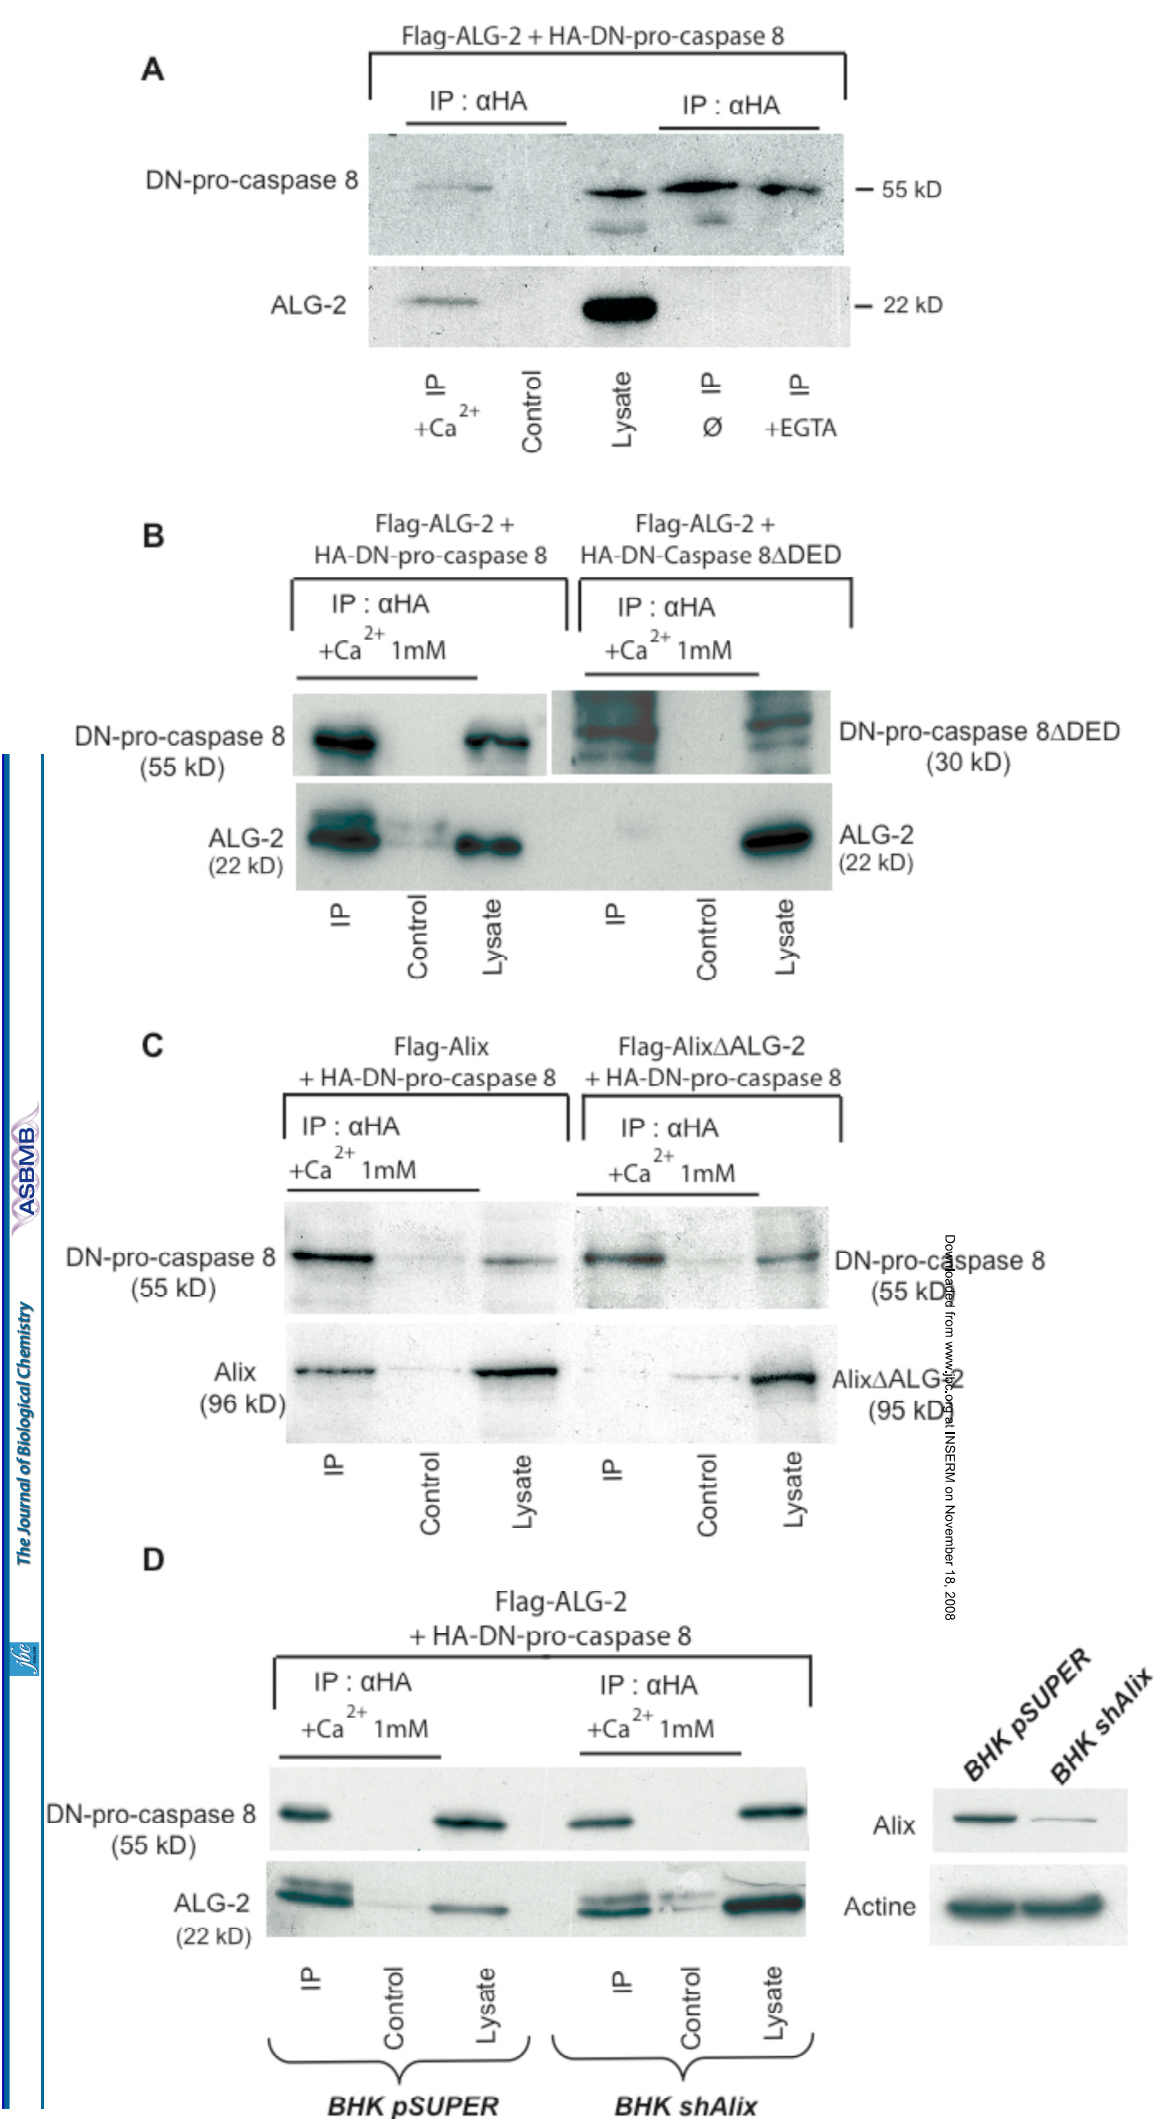 A
Flag-ALG-2 + HA-DN-pro-caspase 8
IP : αHA
IP : αHA
DN-pro-caspase 8
55 kD
ALG-2
22 kD
IP
+Ca2+
Control
Lysate
IP
Ø
IP
+EGTA
B
Flag-ALG-2 +
HA-DN-pro-caspase 8
Flag-ALG-2 +
HA-DN-Caspase 8ΔDED
IP : αHA
+Ca2+ 1mM
IP : αHA
+Ca2+ 1mM
DN-pro-caspase 8
(55 kD)
DN-pro-caspase 8ΔDED
(30 kD)
ALG-2
(22 kD)
ALG-2
(22 kD)
IP
Control
Lysate
IP
Control
Lysate
C
Flag-Alix
+ HA-DN-pro-caspase 8
Flag-AlixΔALG-2
+ HA-DN-pro-caspase 8
IP : αHA
+Ca2+ 1mM
IP : αHA
+Ca2+ 1mM
DN-pro-caspase 8
(55 kD)
DN-pro-caspase 8
(55 kD)
Alix
(96 kD)
AlixΔALG-2
(95 kD)
IP
Control
Lysate
IP
Control
Lysate
D
Flag-ALG-2
+ HA-DN-pro-caspase 8
IP : αHA
+Ca2+ 1mM
IP : αHA
+Ca2+ 1mM
DN-pro-caspase 8
(55 kD)
ALG-2
(22 kD)
IP
Control
Lysate
IP
Control
Lysate
BHK pSUPER
BHK shAlix
BHK pSUPER
BHK shAlix
Alix
Actine
ASBMB
The Journal of Biological Chemistry
jbc
Downloaded from www.jbc.org at INSERM on November 18, 2008